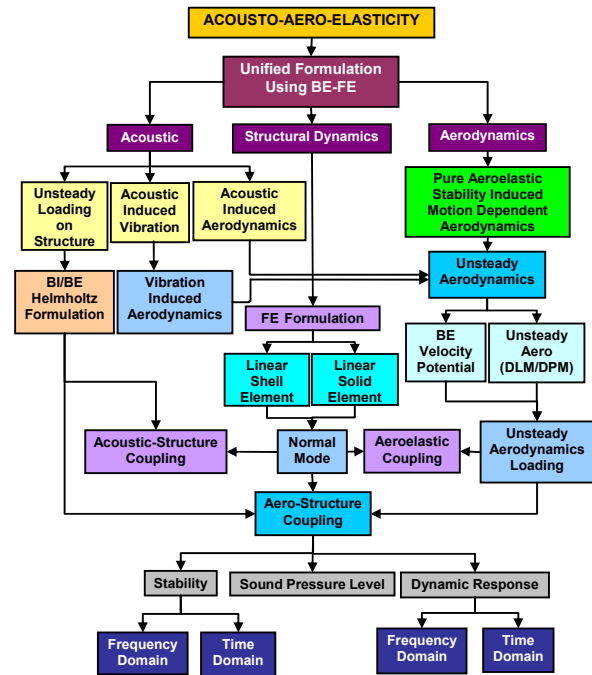 ACOUSTO-AERO-ELASTICITY
Unified Formulation
Using BE-FE
Acoustic
Structural Dynamics
Aerodynamics
Unsteady
Loading
on
Structure
Acoustic
Induced
Vibration
Acoustic
Induced
Aerodynamics
Pure Aeroelastic
Stability Induced
Motion Dependent
Aerodynamics
BI/BE
Helmholtz
Formulation
Vibration
Induced
Aerodynamics
Unsteady
Aerodynamics
FE Formulation
BE
Velocity
Potential
Unsteady
Aero
(DLM/DPM)
Linear
Shell
Element
Linear
Solid
Element
Acoustic-Structure
Coupling
Normal
Mode
Aeroelastic
Coupling
Unsteady
Aerodynamics
Loading
Aero-Structure
Coupling
Stability
Sound Pressure Level
Dynamic Response
Frequency
Domain
Time
Domain
Frequency
Domain
Time
Domain